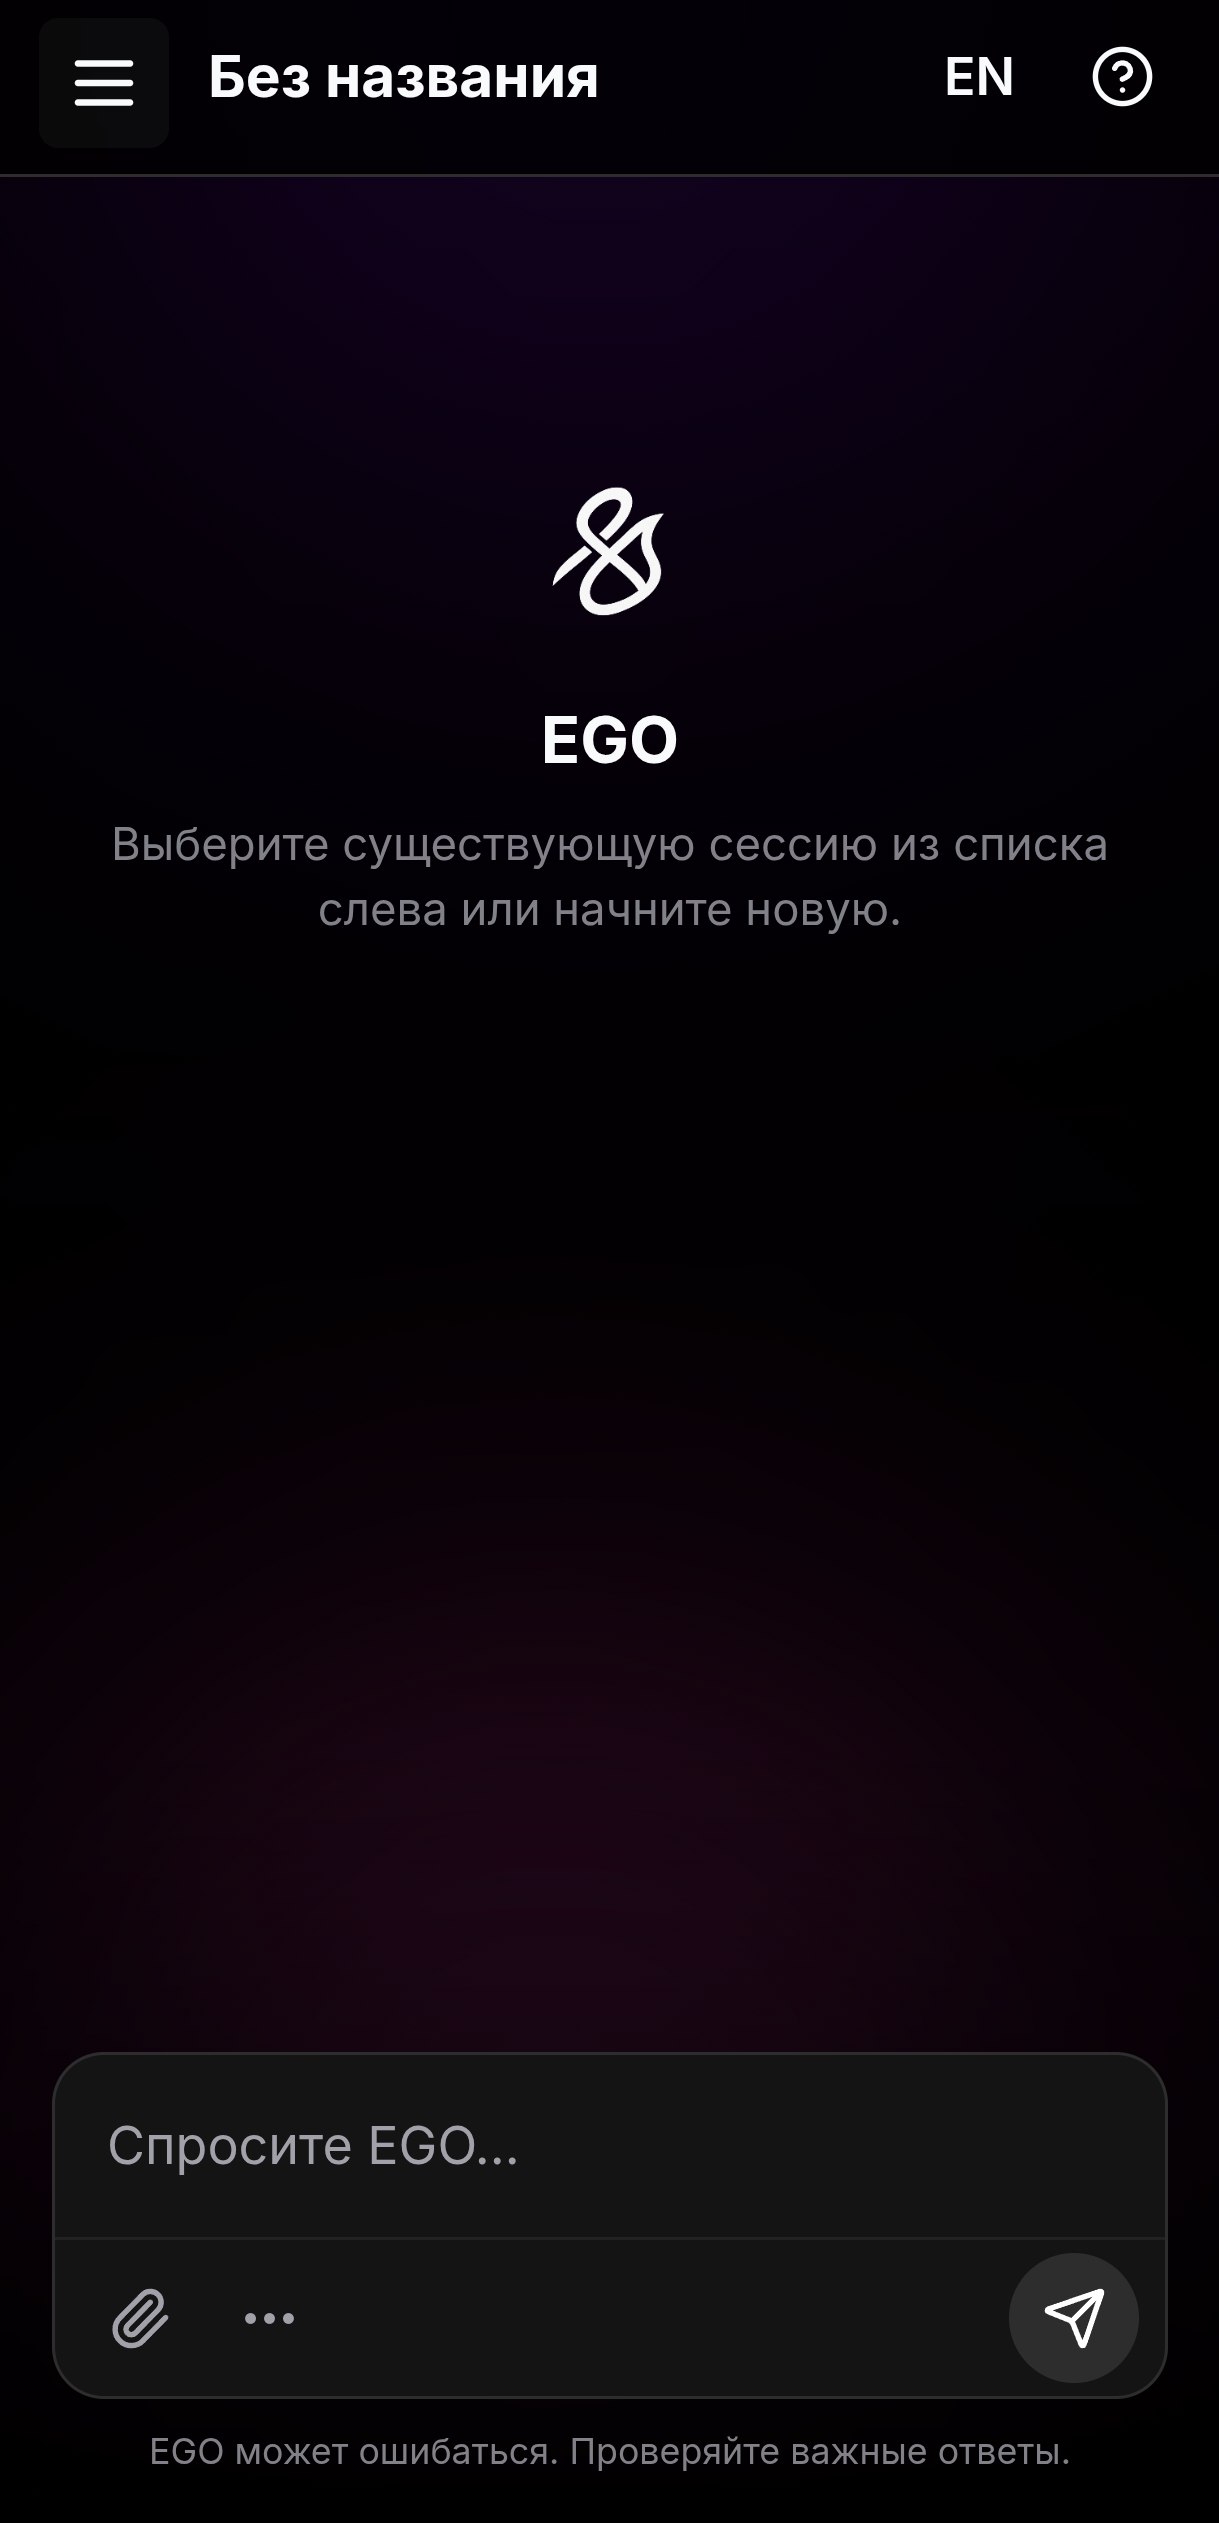 Без названия
EN
EGO
Выберите существующую сессию из списка
слева или начните новую.
Спросите EGO...
EGO может ошибаться. Проверяйте важные ответы.